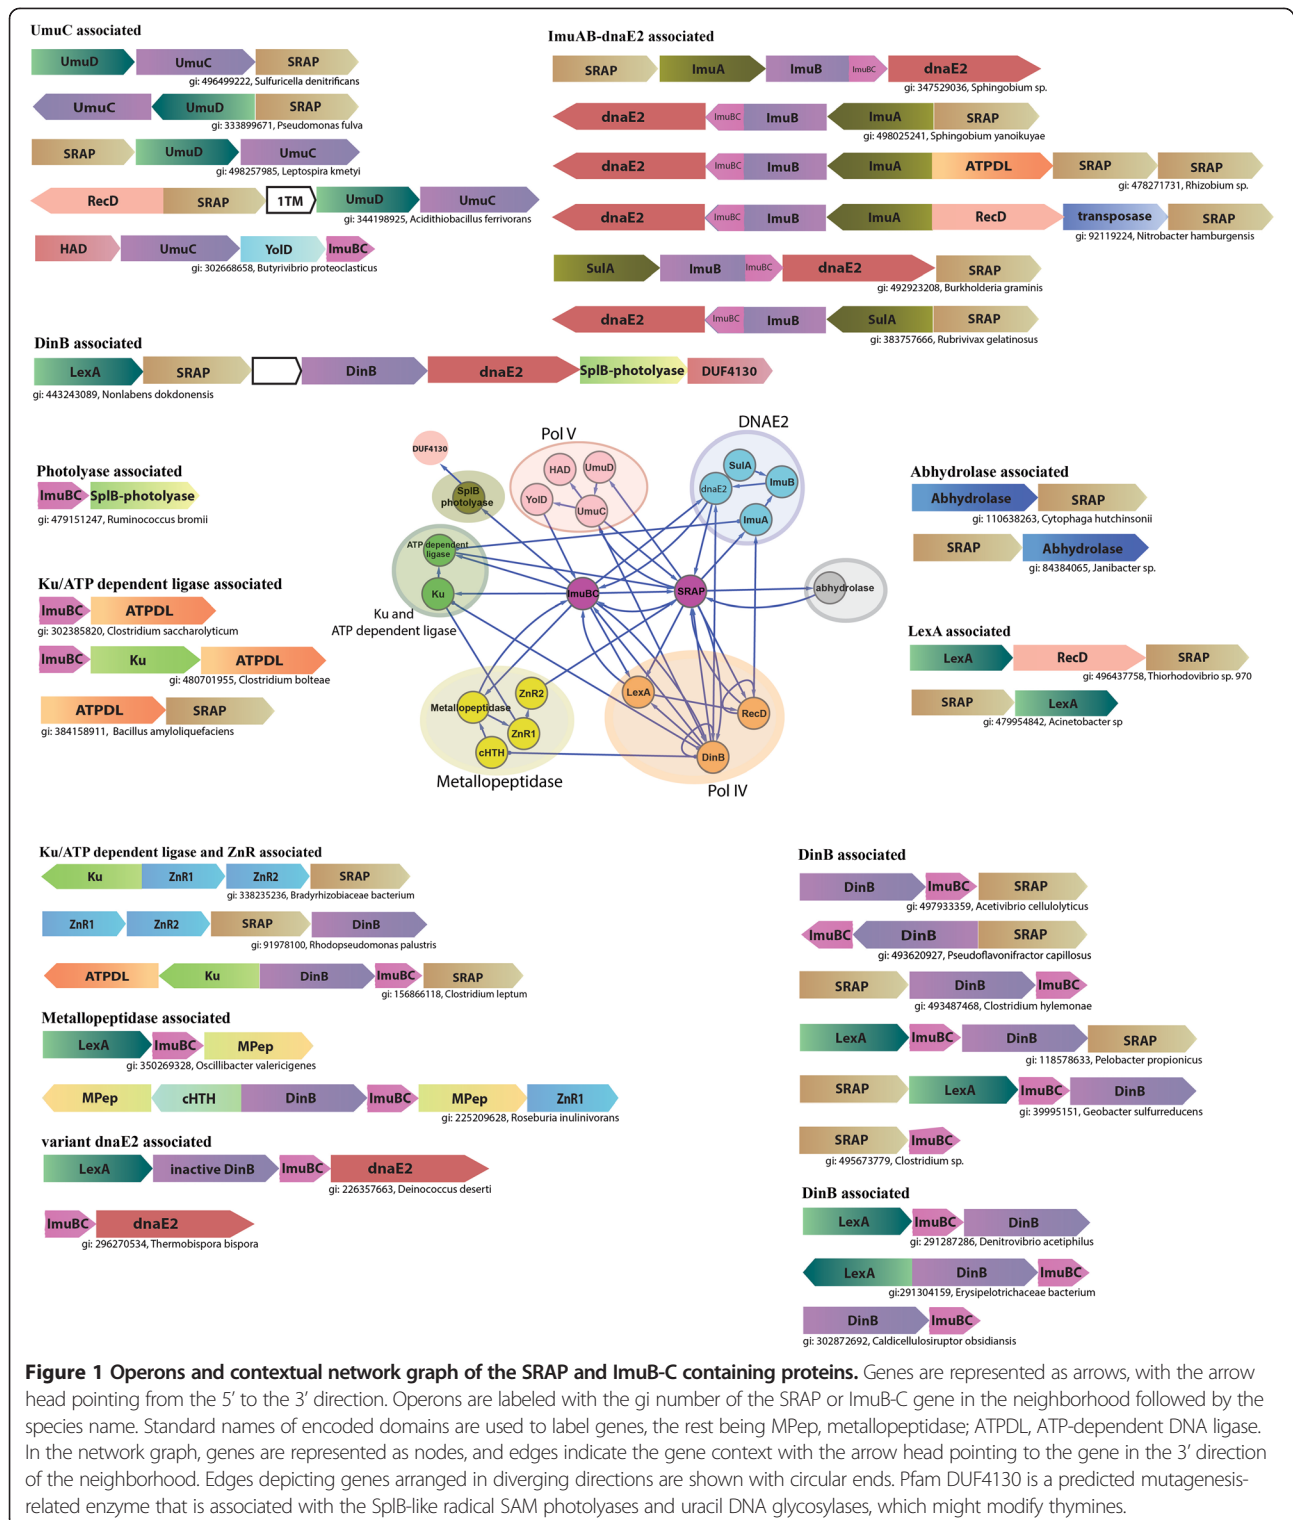 UmuC associated
UmuD UmuC SRAP
gi: 496499222, Sulfuricella denitrificans
UmuC UmuD SRAP
gi: 333899671, Pseudomonas fulva
SRAP UmuD UmuC
gi: 498257985, Leptospira kmetyi
RecD SRAP 1TM UmuD UmuC
gi: 344198925, Acidithiobacillus ferrivorans
HAD UmuC YolD ImuBC
gi: 302668658, Butyrivibrio proteoclasticus
ImuAB-dnaE2 associated
SRAP ImuA ImuB ImuBC dnaE2
gi: 347529036, Sphingobium sp.
dnaE2 ImuBC ImuB ImuA SRAP
gi: 498025241, Sphingobium yanoikuyae
dnaE2 ImuBC ImuB ImuA ATPDL SRAP SRAP
gi: 478271731, Rhizobium sp.
dnaE2 ImuBC ImuB ImuA RecD transposase SRAP
gi: 92119224, Nitrobacter hamburgensis
SulA ImuB ImuBC dnaE2 SRAP
gi: 492923208, Burkholderia graminis
dnaE2 ImuBC ImuB SulA SRAP
gi: 383757666, Rubrivivax gelatinosus
DinB associated
LexA SRAP DinB dnaE2 SplB-photolyase DUF4130
gi: 443243089, Nonlabens dokdonensis
Photolyase associated
ImuBC SplB-photolyase
gi: 479151247, Ruminococcus bromii
Ku/ATP dependent ligase associated
ImuBC ATPDL
gi: 302385820, Clostridium saccharolyticum
ImuBC Ku ATPDL
gi: 480701955, Clostridium bolteae
ATPDL SRAP
gi: 384158911, Bacillus amyloliquefaciens
DUF4130
SplB
photolyase
Pol V
HAD UmuD
YolD UmuC
DNAE2
SulA
dnaE2 ImuB
ImuA
ATP dependent
ligase
Ku
Ku and
ATP dependent ligase
ImuBC
SRAP
abhydrolase
ZnR2
Metallopeptidase
ZnR1
cHTH
Metallopeptidase
LexA
RecD
DinB
Pol IV
Abhydrolase associated
Abhydrolase SRAP
gi: 110638263, Cytophaga hutchinsonii
SRAP Abhydrolase
gi: 84384065, Janibacter sp.
LexA associated
LexA RecD SRAP
gi: 496437758, Thiorhodovibrio sp. 970
SRAP LexA
gi: 479954842, Acinetobacter sp
Ku/ATP dependent ligase and ZnR associated
Ku ZnR1 ZnR2 SRAP
gi: 338235236, Bradyrhizobiaceae bacterium
ZnR1 ZnR2 SRAP DinB
gi: 91978100, Rhodopseudomonas palustris
ATPDL Ku DinB ImuBC SRAP
gi: 156866118, Clostridium leptum
Metallopeptidase associated
LexA ImuBC MPep
gi: 350269328, Oscillibacter valericigenes
MPep cHTH DinB ImuBC MPep ZnR1
gi: 225209628, Roseburia inulinivorans
variant dnaE2 associated
LexA inactive DinB ImuBC dnaE2
gi: 226357663, Deinococcus deserti
ImuBC dnaE2
gi: 296270534, Thermobispora bispora
DinB associated
DinB ImuBC SRAP
gi: 497933359, Acetivibrio cellulolyticus
ImuBC DinB SRAP
gi: 493620927, Pseudoflavonifractor capillosus
SRAP DinB ImuBC
gi: 493487468, Clostridium hylemonae
LexA ImuBC DinB SRAP
gi: 118578633, Pelobacter propionicus
SRAP LexA ImuBC DinB
gi: 39995151, Geobacter sulfurreducens
SRAP ImuBC
gi: 495673779, Clostridium sp.
DinB associated
LexA ImuBC DinB
gi: 291287286, Denitrovibrio acetiphilus
LexA DinB ImuBC
gi:291304159, Erysipelotrichaceae bacterium
DinB ImuBC
gi: 302872692, Caldicellulosiruptor obsidiansis
Figure 1 Operons and contextual network graph of the SRAP and ImuB-C containing proteins. Genes are represented as arrows, with the arrow
head pointing from the 5′ to the 3′ direction. Operons are labeled with the gi number of the SRAP or ImuB-C gene in the neighborhood followed by the
species name. Standard names of encoded domains are used to label genes, the rest being MPep, metallopeptidase; ATPDL, ATP-dependent DNA ligase.
In the network graph, genes are represented as nodes, and edges indicate the gene context with the arrow head pointing to the gene in the 3′ direction
of the neighborhood. Edges depicting genes arranged in diverging directions are shown with circular ends. Pfam DUF4130 is a predicted mutagenesis-
related enzyme that is associated with the SplB-like radical SAM photolyases and uracil DNA glycosylases, which might modify thymines.